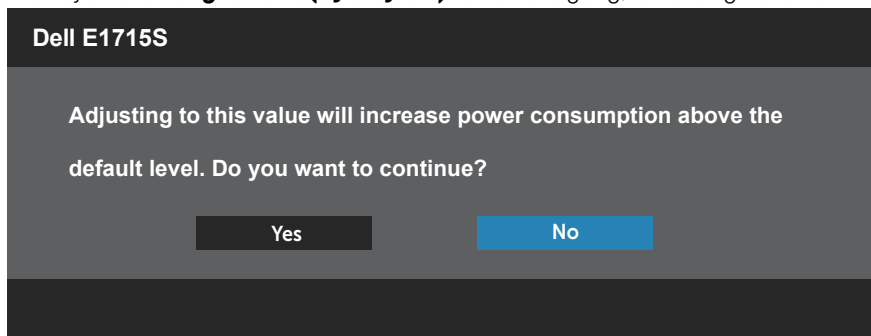 Dell E1715S
Adjusting to this value will increase power consumption above the
default level. Do you want to continue?
Yes
No